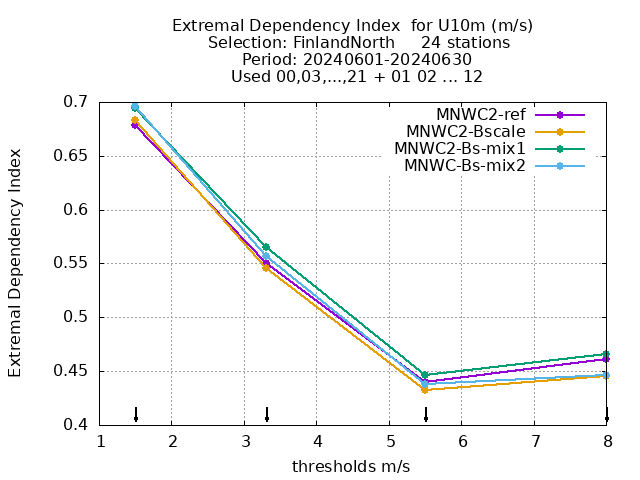 Extremal Dependency Index  for U10m (m/s)
Selection: FinlandNorth     24 stations
Period: 20240601-20240630
Used 00,03,...,21 + 01 02 ... 12
Extremal Dependency Index
0.7
0.65
0.6
0.55
0.5
0.45
0.4
MNWC2-ref
MNWC2-Bscale
MNWC2-Bs-mix1
MNWC-Bs-mix2
1 2 3 4 5 6 7 8
thresholds m/s